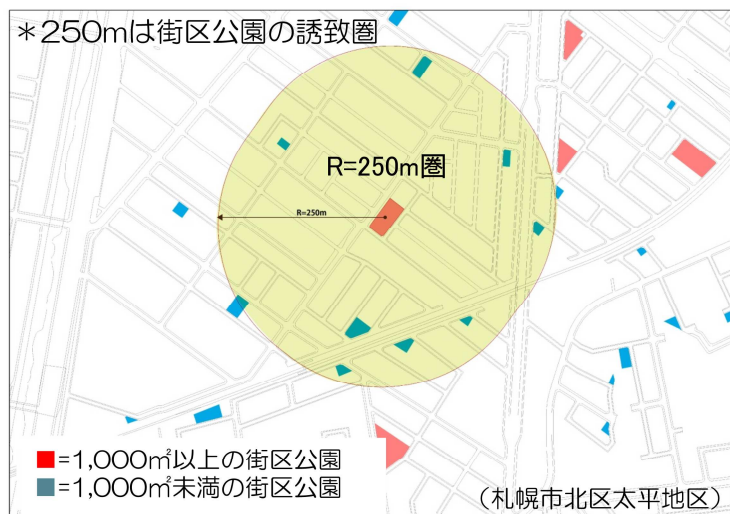 ＊250mは街区公園の誘致圏
R=250m圏
R=250m
=1,000㎡以上の街区公園
=1,000㎡未満の街区公園
（札幌市北区太平地区）